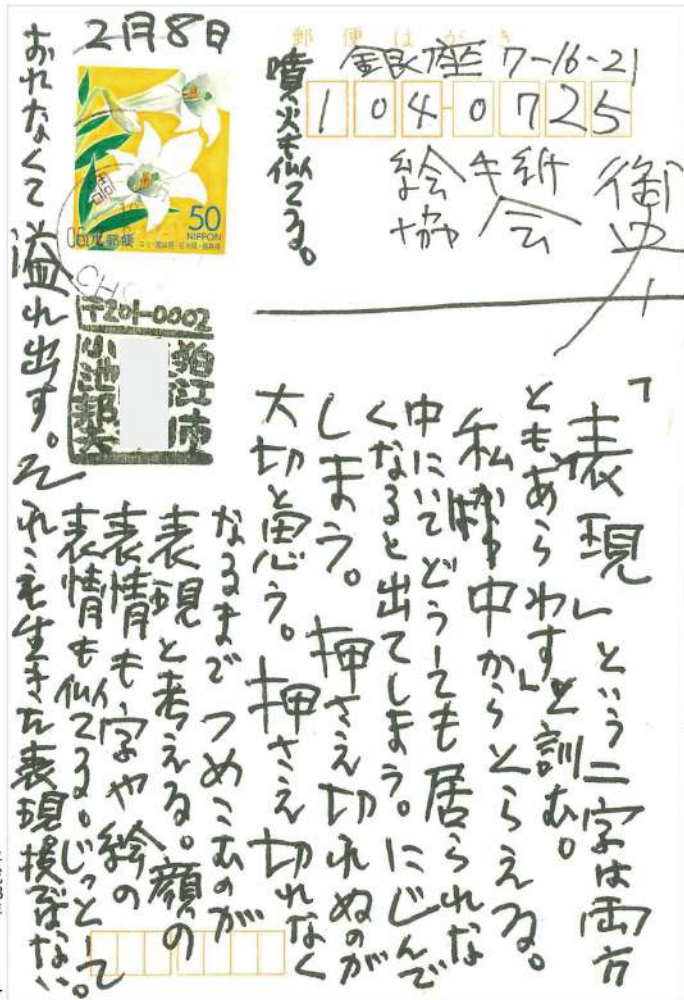 2月8日
郵便はがき
銀座 7-16-21
1040725
絵手紙
協会
御中
50
NIPPON
日本郵便
〒201-0002
狛江市
小池邦夫
「表現」という二字は両方
ともあらわす」と訓む。
私は中からとらえる。
中にいてどうしても居られな
くなると出てしまう。にじんで
しまう。押さえ切れぬのが
大切と思う。押さえ切れなく
なるまでつめこむのが
表現と考える。顔の
表情も字や絵の
表情も似てる。じっとして
おれなくて溢れ出す。そ
れこそ生きた表現。
噴火も似てる。